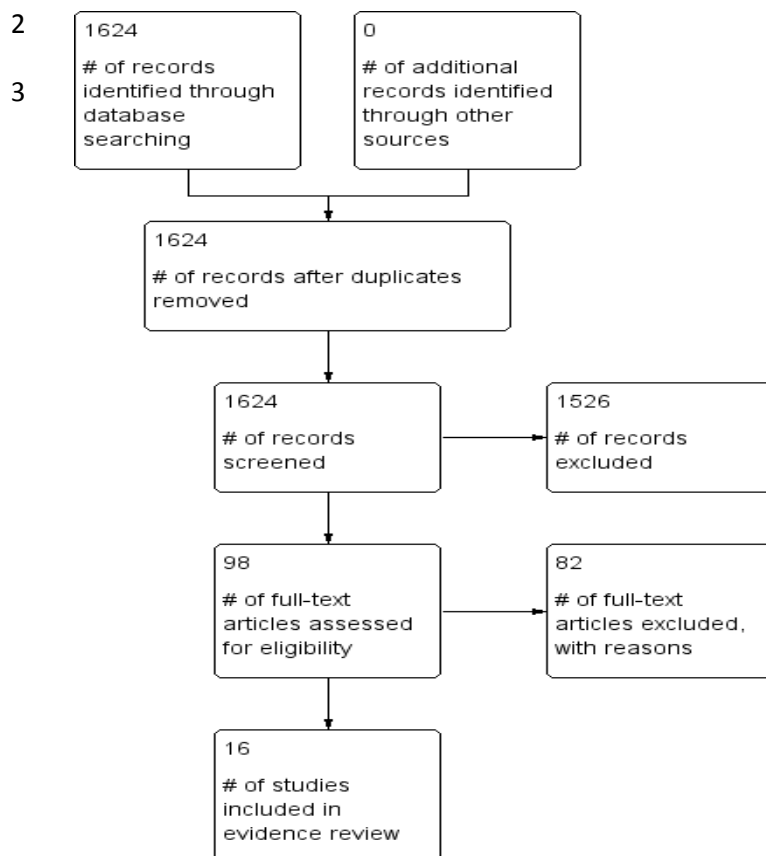 2
3
1624
# of records
identified through
database
searching
0
# of additional
records identified
through other
sources
1624
# of records after duplicates
removed
1624
# of records
screened
1526
# of records
excluded
98
# of full-text
articles assessed
for eligibility
82
# of full-text
articles excluded,
with reasons
16
# of studies
included in
evidence review